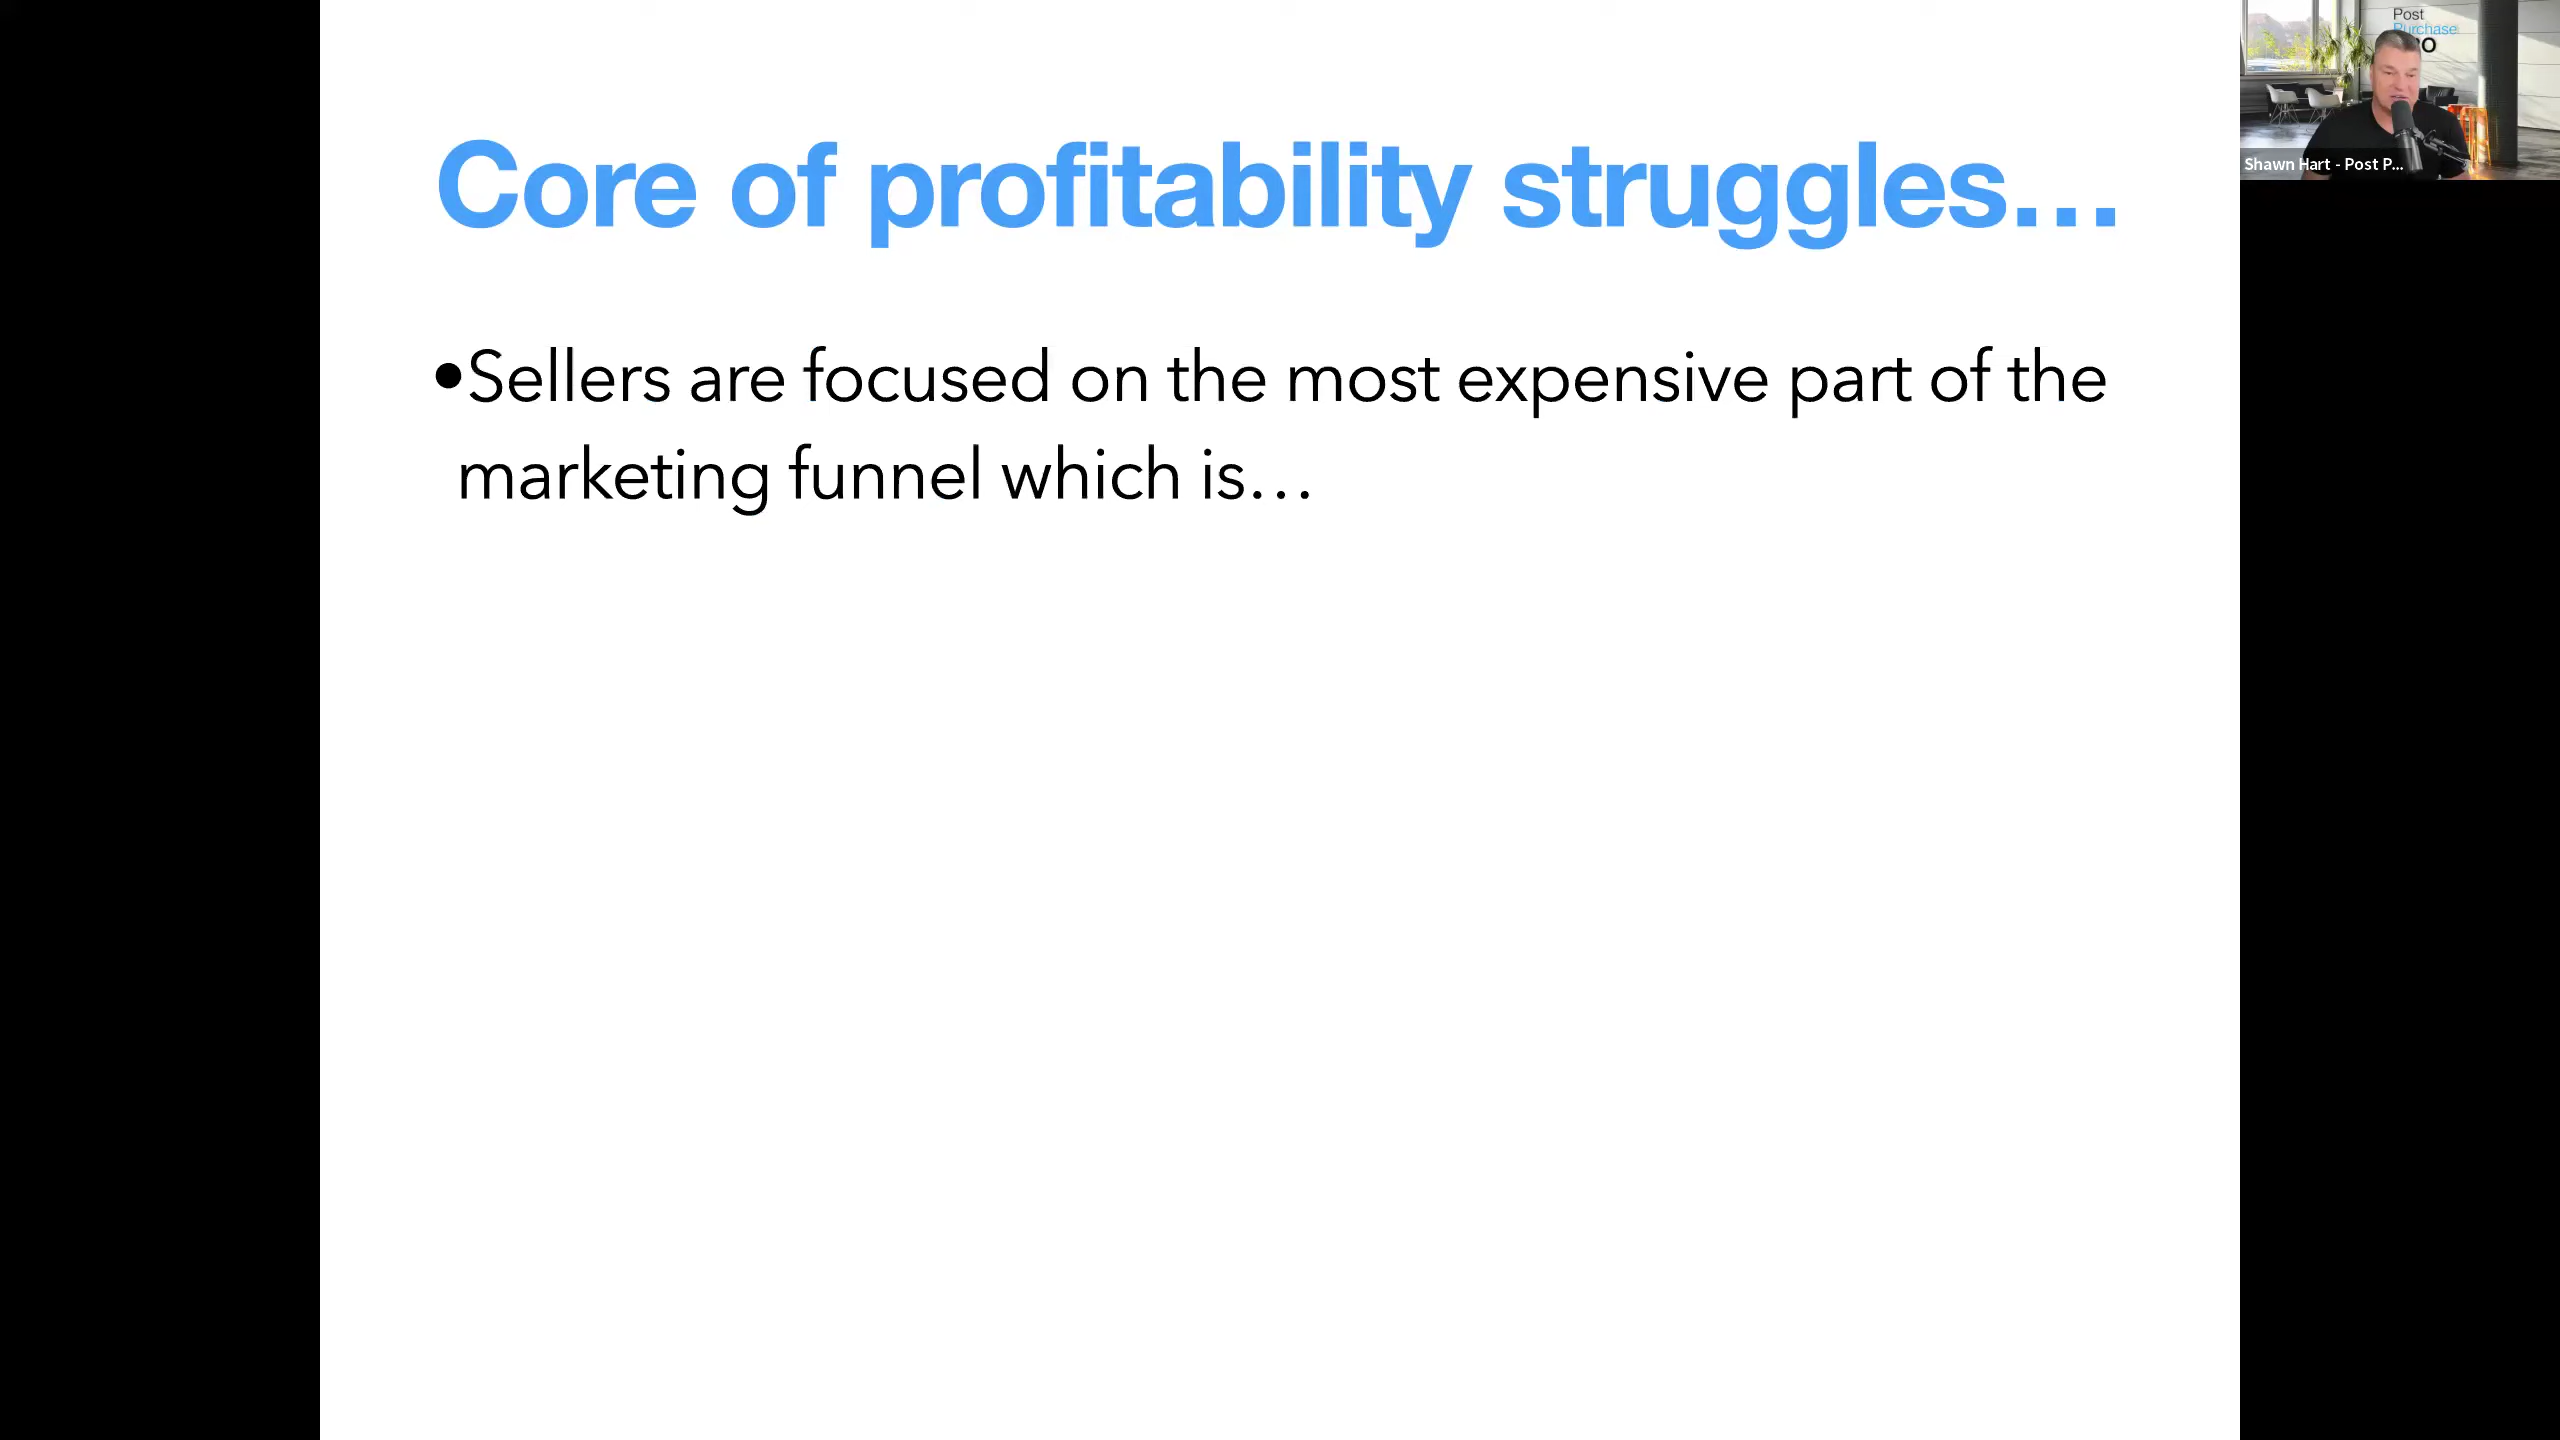 Core of profitability struggles…
•Sellers are focused on the most expensive part of the
marketing funnel which is…
Post
Purchase
Shawn Hart - Post P...